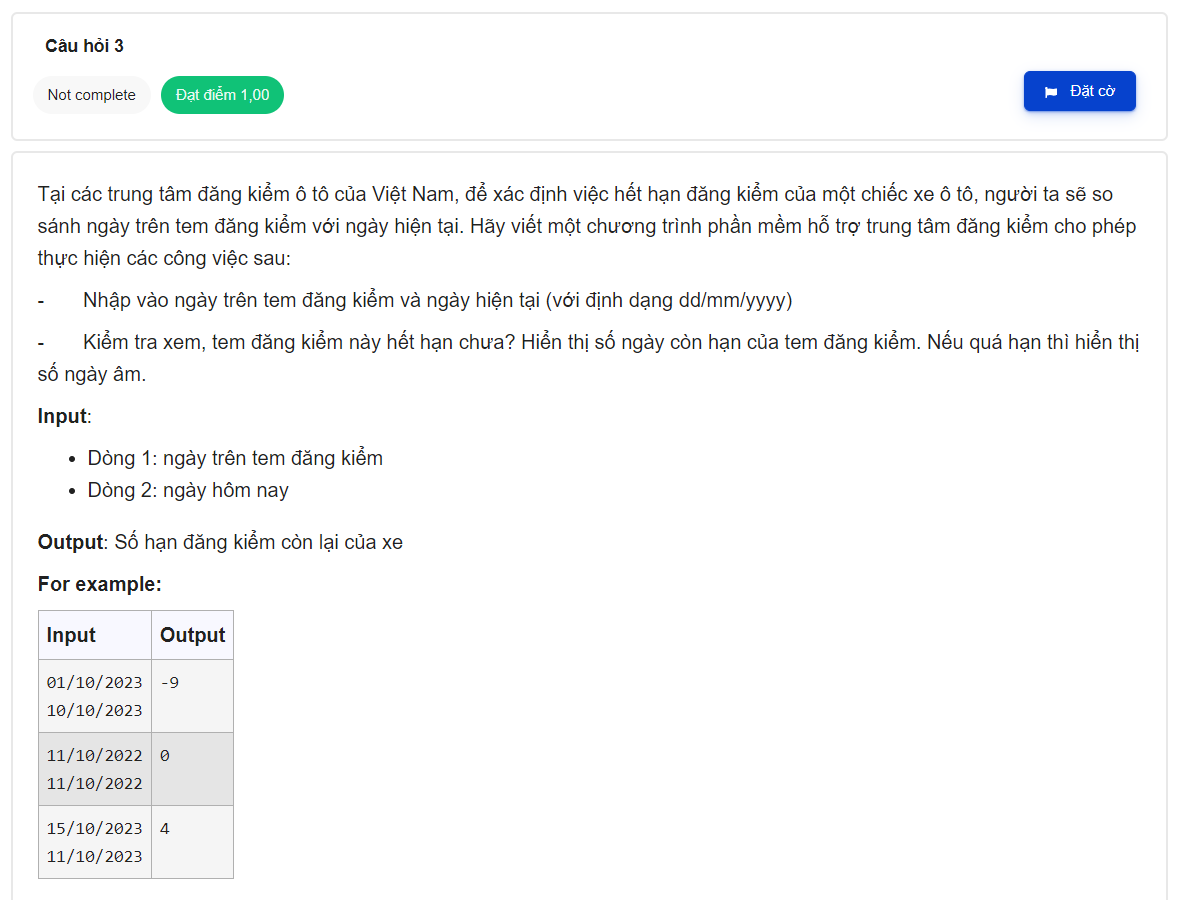 Câu hỏi 3
Not complete
Đạt điểm 1,00
Đặt cờ
Tại các trung tâm đăng kiểm ô tô của Việt Nam, để xác định việc hết hạn đăng kiểm của một chiếc xe ô tô, người ta sẽ so
sánh ngày trên tem đăng kiểm với ngày hiện tại. Hãy viết một chương trình phần mềm hỗ trợ trung tâm đăng kiểm cho phép
thực hiện các công việc sau:
- Nhập vào ngày trên tem đăng kiểm và ngày hiện tại (với định dạng dd/mm/yyyy)
- Kiểm tra xem, tem đăng kiểm này hết hạn chưa? Hiển thị số ngày còn hạn của tem đăng kiểm. Nếu quá hạn thì hiển thị
số ngày âm.
Input:
• Dòng 1: ngày trên tem đăng kiểm
• Dòng 2: ngày hôm nay
Output: Số hạn đăng kiểm còn lại của xe
For example:
Input Output
01/10/2023 -9
10/10/2023
11/10/2022 0
11/10/2022
15/10/2023 4
11/10/2023